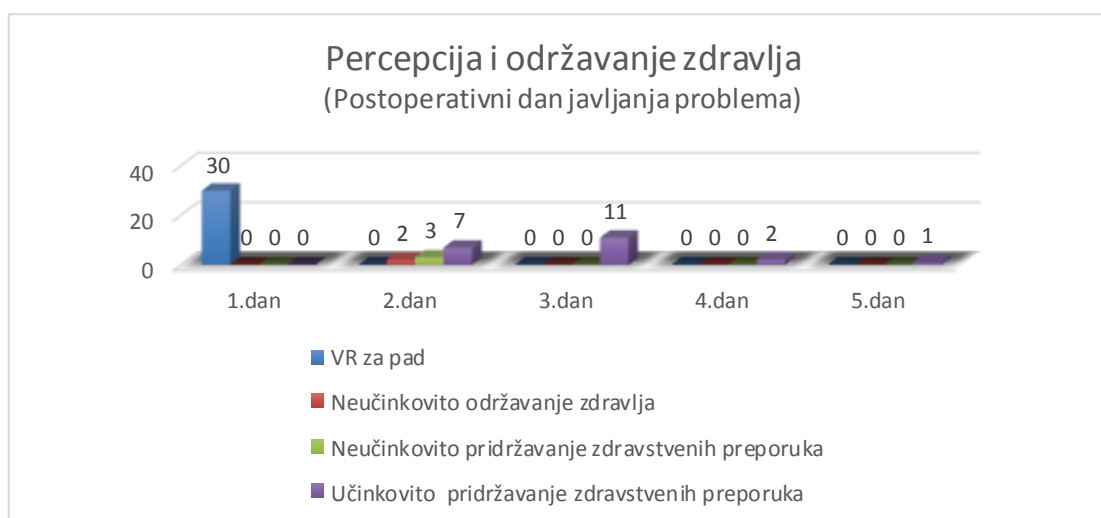 Percepcija i održavanje zdravlja
(Postoperativni dan javljanja problema)
40
20
0
30 0 0 0
0 2 3 7
0 0 0 11
0 0 0 2
0 0 0 1
1.dan 2.dan 3.dan 4.dan 5.dan
VR za pad
Neučinkovito održavanje zdravlja
Neučinkovito pridržavanje zdravstvenih preporuka
Učinkovito pridržavanje zdravstvenih preporuka